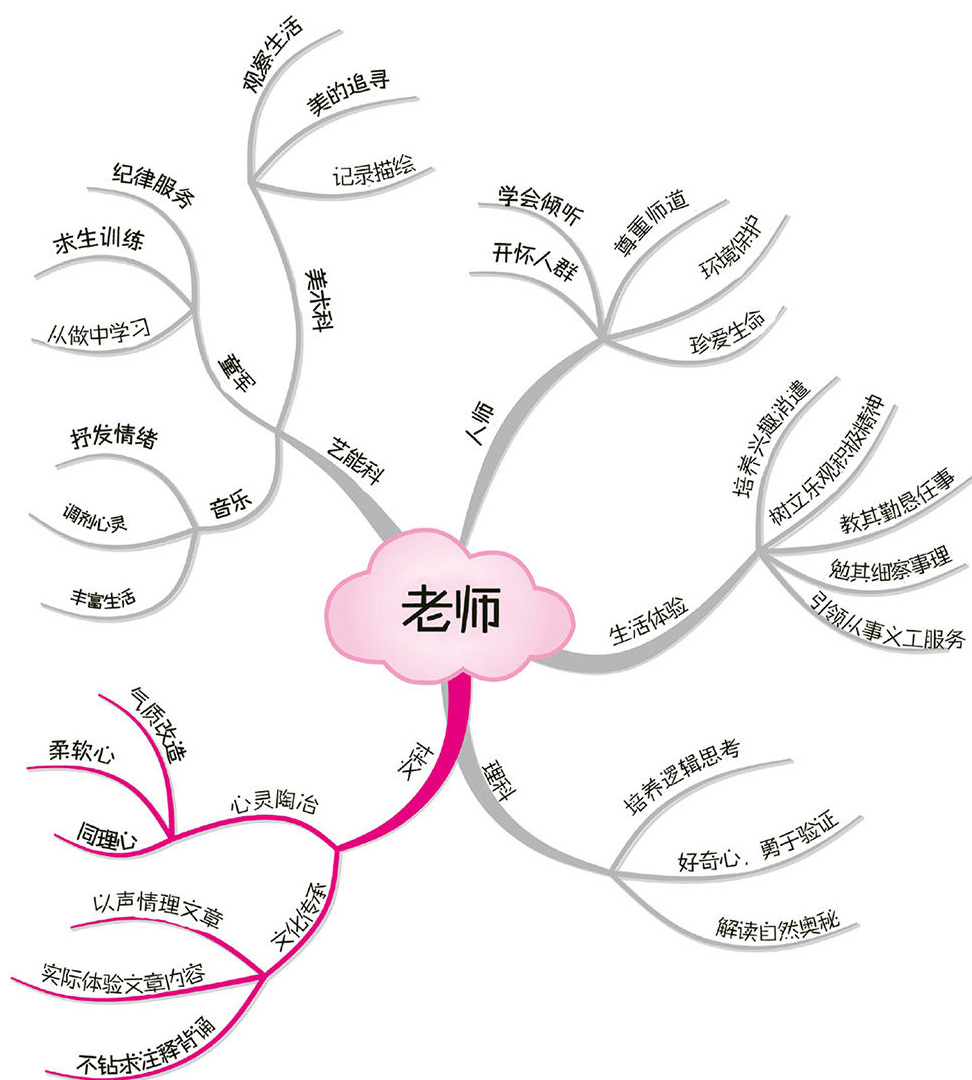 老师
人师
学会倾听
开怀人群
尊重师道
环境保护
珍爱生命
生活体验
培养兴趣消遣
树立乐观积极精神
教其勤恳任事
勉其细察事理
引领从事义工服务
理科
培养逻辑思考
好奇心，勇于验证
解读自然奥秘
文科
心灵陶冶
气质改造
柔软心
同理心
文化传承
以声情理文章
实际体验文章内容
不钻求注释背诵
艺能科
音乐
抒发情绪
调剂心灵
丰富生活
童军
纪律服务
求生训练
从做中学习
美术科
观察生活
美的追寻
记录描绘